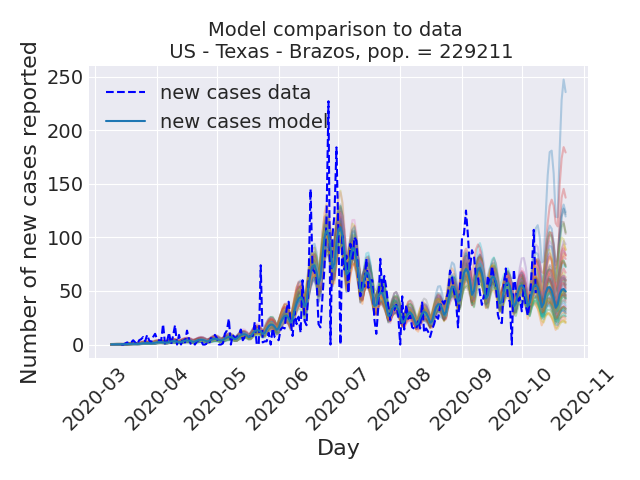 Model comparison to data
US - Texas - Brazos, pop. = 229211
Number of new cases reported
250
200
150
100
50
0
new cases data
new cases model
2020-03
2020-04
2020-05
2020-06
2020-07
2020-08
2020-09
2020-10
2020-11
Day